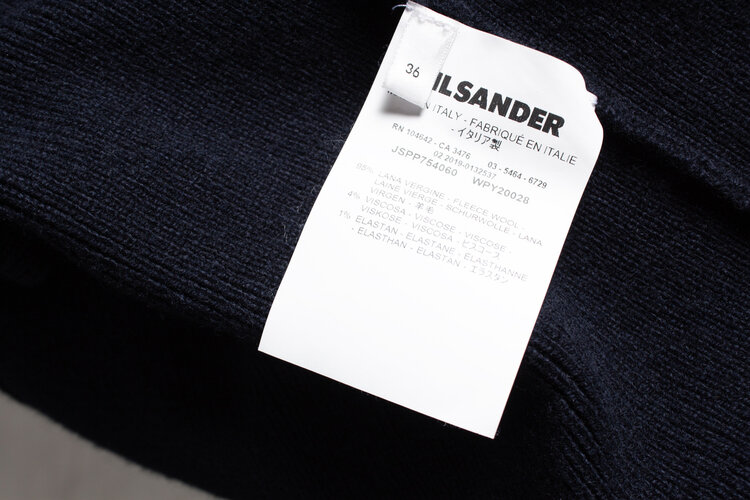 36
IL SANDER
IN ITALY - FABRIQUÉ EN ITALIE
- イタリア製
RN 104642 - CA 3476 03 - 5464 - 6729
02 2019-0132537
JSPP754060 WPY20028
95% LANA VERGINE - FLEECE WOOL -
LAINE VIERGE - SCHURWOLLE - LANA
VIRGEN - 羊毛
4% VISCOSA - VISCOSE - VISCOSE -
VISKOSE - VISCOSA - ビスコース
1% ELASTAN - ELASTANE - ELASTHANNE
- ELASTHAN - ELASTAN - エラスタン